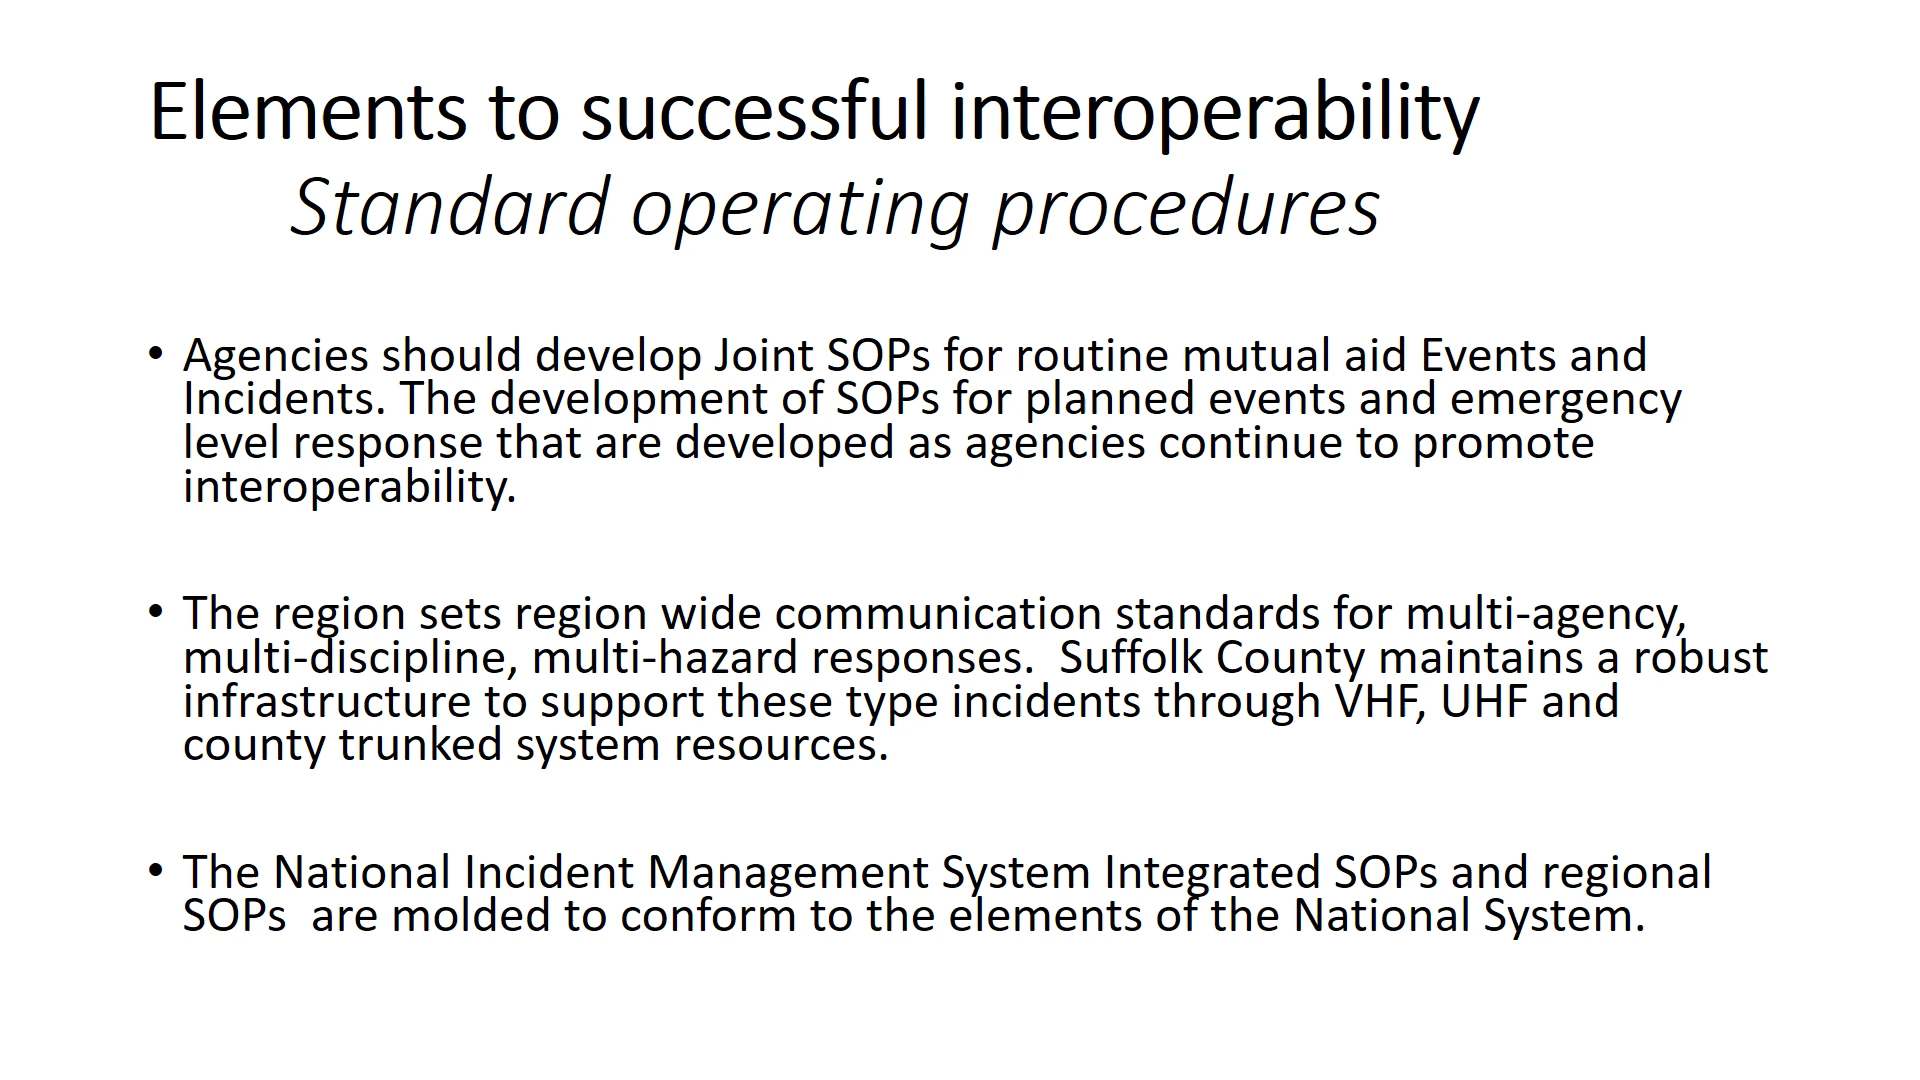 Elements to successful interoperability
Standard operating procedures
• Agencies should develop Joint SOPs for routine mutual aid Events and
Incidents. The development of SOPs for planned events and emergency
level response that are developed as agencies continue to promote
interoperability.
• The region sets region wide communication standards for multi-agency,
multi-discipline, multi-hazard responses.  Suffolk County maintains a robust
infrastructure to support these type incidents through VHF, UHF and
county trunked system resources.
• The National Incident Management System Integrated SOPs and regional
SOPs  are molded to conform to the elements of the National System.